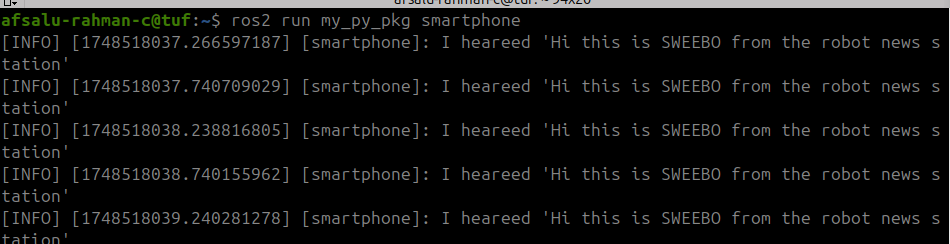 afsalu-rahman-c@tuf: ~ 94x20
afsalu-rahman-c@tuf:~$ ros2 run my_py_pkg smartphone
[INFO] [1748518037.266597187] [smartphone]: I heareed 'Hi this is SWEEBO from the robot news s
tation'
[INFO] [1748518037.740709029] [smartphone]: I heareed 'Hi this is SWEEBO from the robot news s
tation'
[INFO] [1748518038.238816805] [smartphone]: I heareed 'Hi this is SWEEBO from the robot news s
tation'
[INFO] [1748518038.740155962] [smartphone]: I heareed 'Hi this is SWEEBO from the robot news s
tation'
[INFO] [1748518039.240281278] [smartphone]: I heareed 'Hi this is SWEEBO from the robot news s
tation'